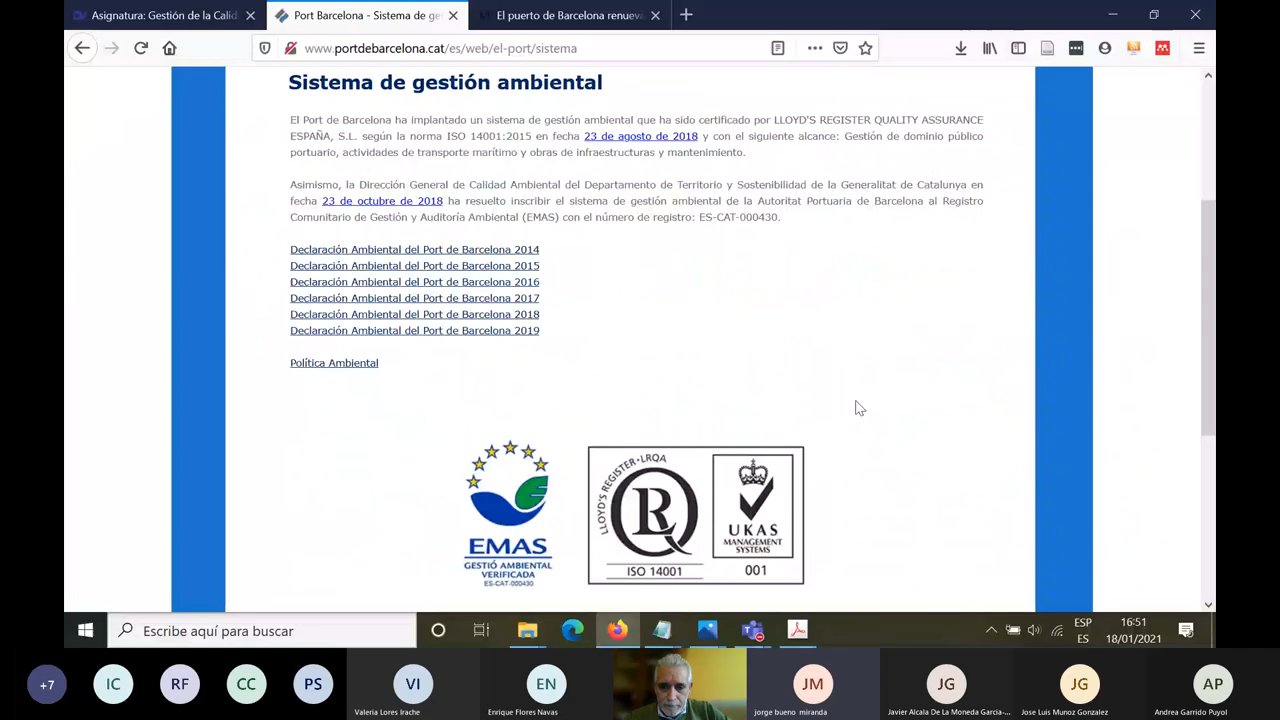 Asignatura: Gestión de la Calid
Port Barcelona - Sistema de ge
El puerto de Barcelona renueva
www.portdebarcelona.cat/es/web/el-port/sistema
Sistema de gestión ambiental
El Port de Barcelona ha implantado un sistema de gestión ambiental que ha sido certificado por LLOYD'S REGISTER QUALITY ASSURANCE
ESPAÑA, S.L. según la norma ISO 14001:2015 en fecha 23 de agosto de 2018 y con el siguiente alcance: Gestión de dominio público
portuario, actividades de transporte marítimo y obras de infraestructuras y mantenimiento.
Asimismo, la Dirección General de Calidad Ambiental del Departamento de Territorio y Sostenibilidad de la Generalitat de Catalunya en
fecha 23 de octubre de 2018 ha resuelto inscribir el sistema de gestión ambiental de la Autoritat Portuaria de Barcelona al Registro
Comunitario de Gestión y Auditoría Ambiental (EMAS) con el número de registro: ES-CAT-000430.
Declaración Ambiental del Port de Barcelona 2014
Declaración Ambiental del Port de Barcelona 2015
Declaración Ambiental del Port de Barcelona 2016
Declaración Ambiental del Port de Barcelona 2017
Declaración Ambiental del Port de Barcelona 2018
Declaración Ambiental del Port de Barcelona 2019
Política Ambiental
EMAS
GESTIÓ AMBIENTAL
VERIFICADA
ES-CAT-000430
LLOYD'S REGISTER·LRQA
ISO 14001
UKAS
MANAGEMENT
SYSTEMS
001
Escribe aquí para buscar
ESP
ES
16:51
18/01/2021
+7
IC
RF
CC
PS
VI
Valeria Lores Irache
EN
Enrique Flores Navas
JM
jorge bueno miranda
JG
Javier Alcala De La Moneda Garcia-...
JG
Jose Luis Munoz Gonzalez
AP
Andrea Garrido Puyol